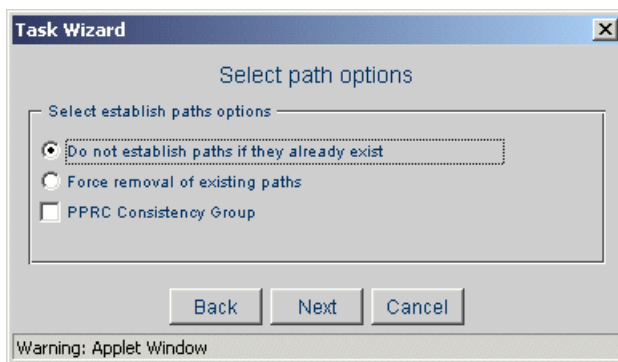 Task Wizard
Select path options
Select establish paths options
Do not establish paths if they already exist
Force removal of existing paths
PPRC Consistency Group
Back Next Cancel
Warning: Applet Window